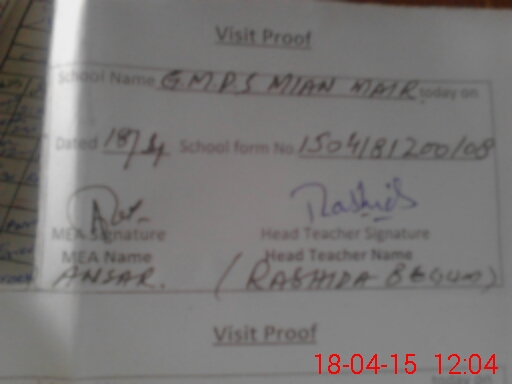 Visit Proof
School Name G.M.P.S MIAN MAIR today on
Dated 18/4 School form No 1504181200108
MEA Signature Head Teacher Signature
MEA Name Head Teacher Name
ANSAR. (RASHIDA BEGUM)
Visit Proof
18-04-15 12:04